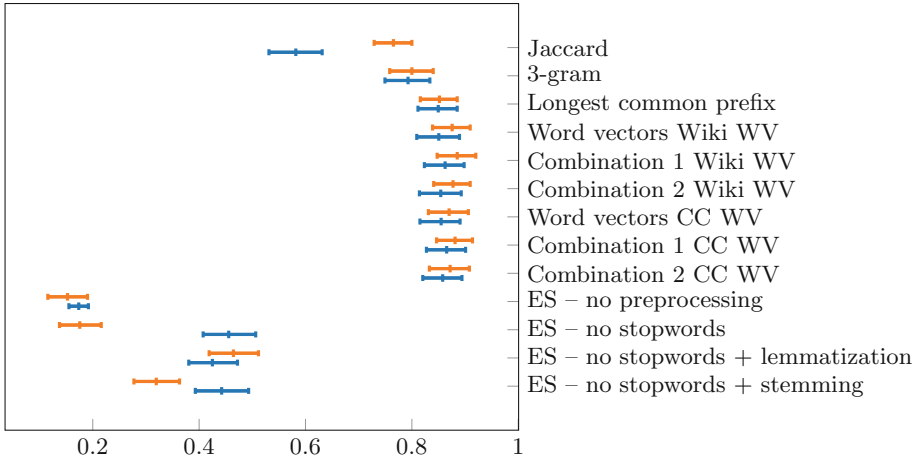 Jaccard
3-gram
Longest common prefix
Word vectors Wiki WV
Combination 1 Wiki WV
Combination 2 Wiki WV
Word vectors CC WV
Combination 1 CC WV
Combination 2 CC WV
ES – no preprocessing
ES – no stopwords
ES – no stopwords + lemmatization
ES – no stopwords + stemming
0.2 0.4 0.6 0.8 1